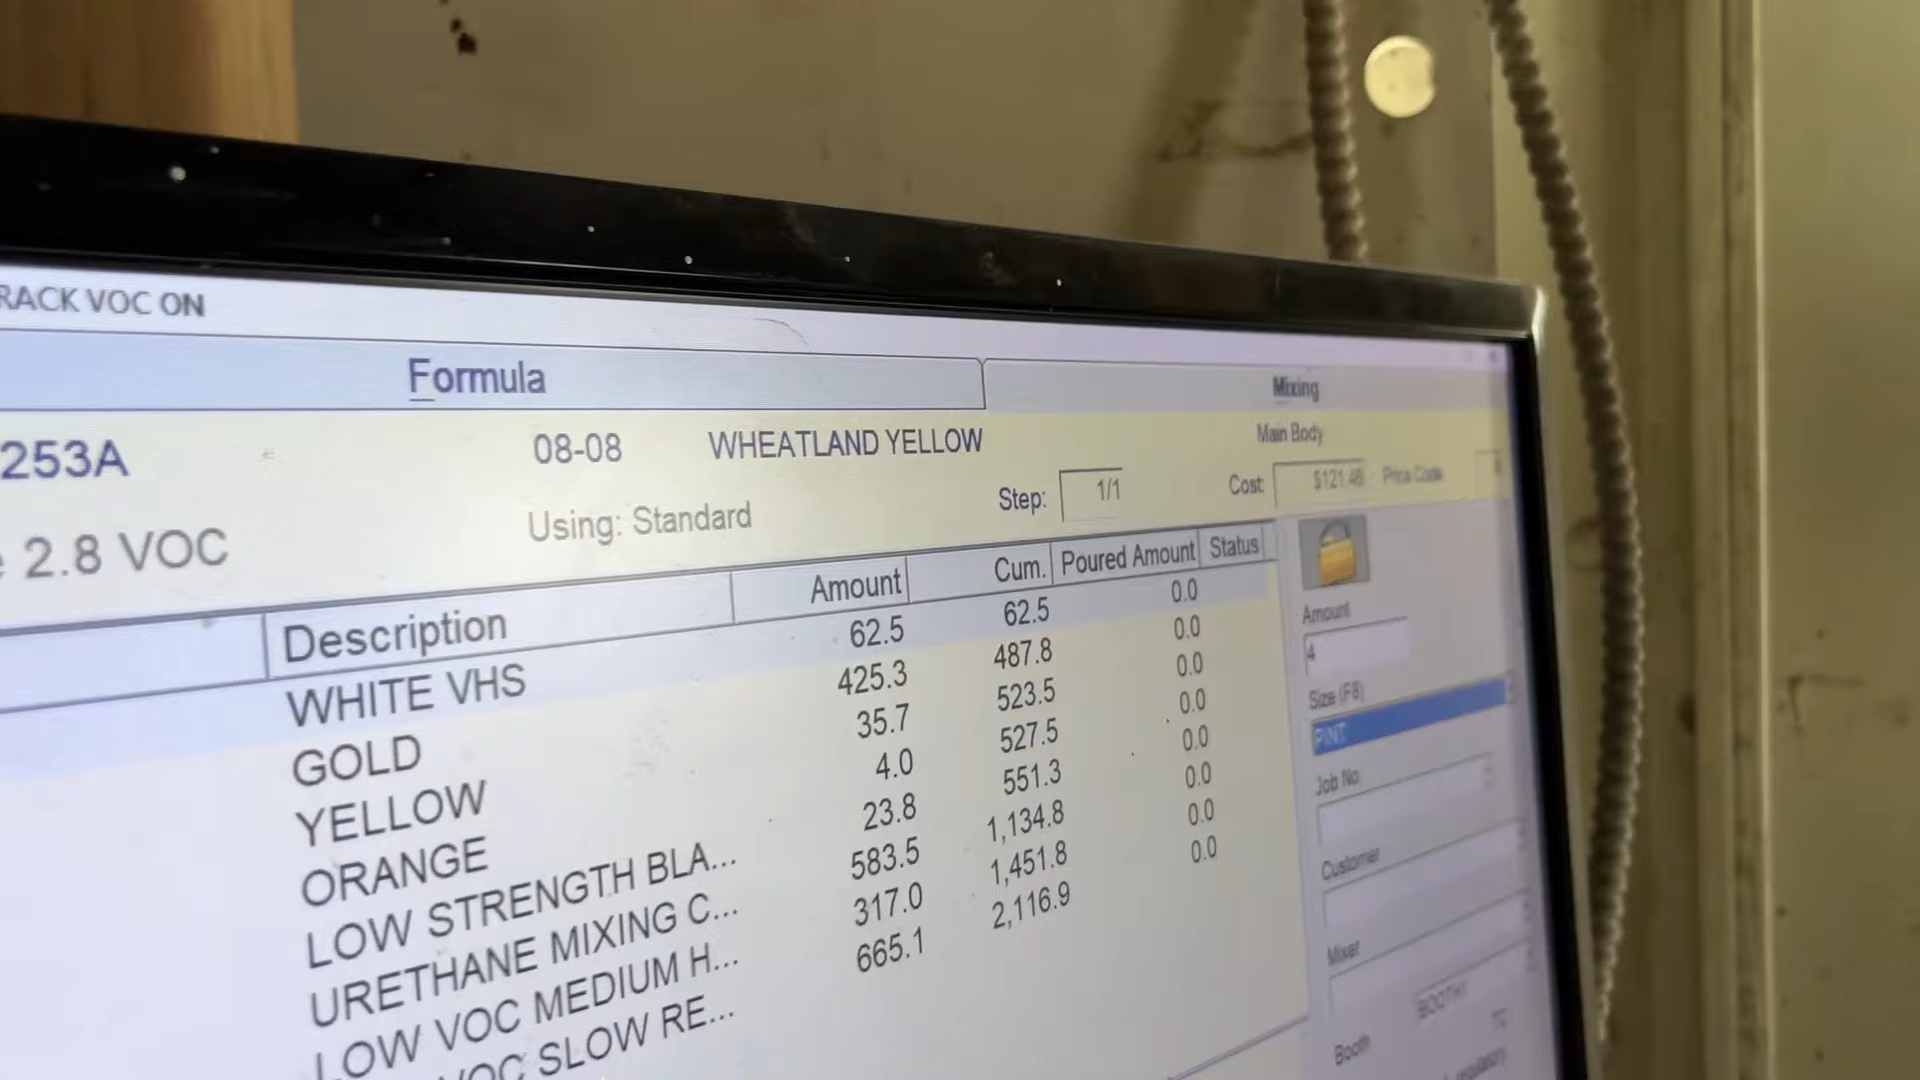 RACK VOC ON
Formula
Mixing
253A
08-08
WHEATLAND YELLOW
Main Body
2.8 VOC
Using: Standard
Step: 1/1
Cost: $121.46
Price Code
Description Amount Cum. Poured Amount Status
WHITE VHS 62.5 62.5 0.0
GOLD 425.3 487.8 0.0
YELLOW 35.7 523.5 0.0
ORANGE 4.0 527.5 0.0
LOW STRENGTH BLA... 23.8 551.3 0.0
URETHANE MIXING C... 583.5 1,134.8 0.0
LOW VOC MEDIUM H... 317.0 1,451.8 0.0
VOC SLOW RE... 665.1 2,116.9 0.0
Amount
4
Size (F8)
PINT
Job No.
Customer
Mixer
BOOTH1
Booth